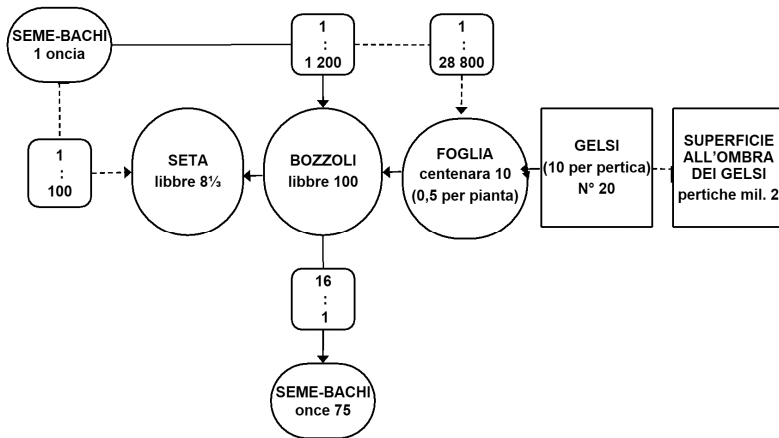 SEME-BACHI
1 oncia
1
:
1 200
1
:
28 800
1
:
100
SETA
libbre 8⅓
BOZZOLI
libbre 100
FOGLIA
centenara 10
(0,5 per pianta)
GELSI
(10 per pertica)
N° 20
SUPERFICIE
ALL'OMBRA
DEI GELSI
pertiche mil. 2
16
:
1
SEME-BACHI
once 75